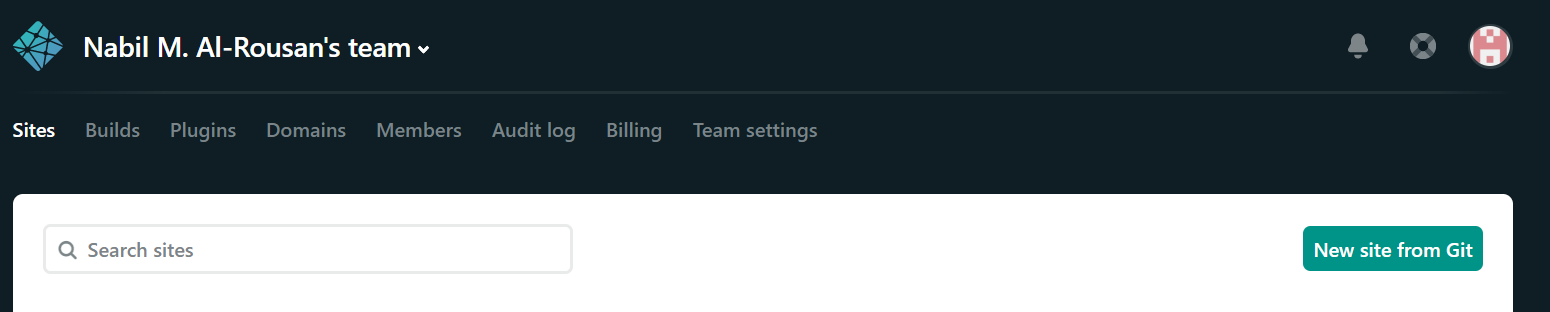 Nabil M. Al-Rousan's team
Sites Builds Plugins Domains Members Audit log Billing Team settings
Search sites New site from Git